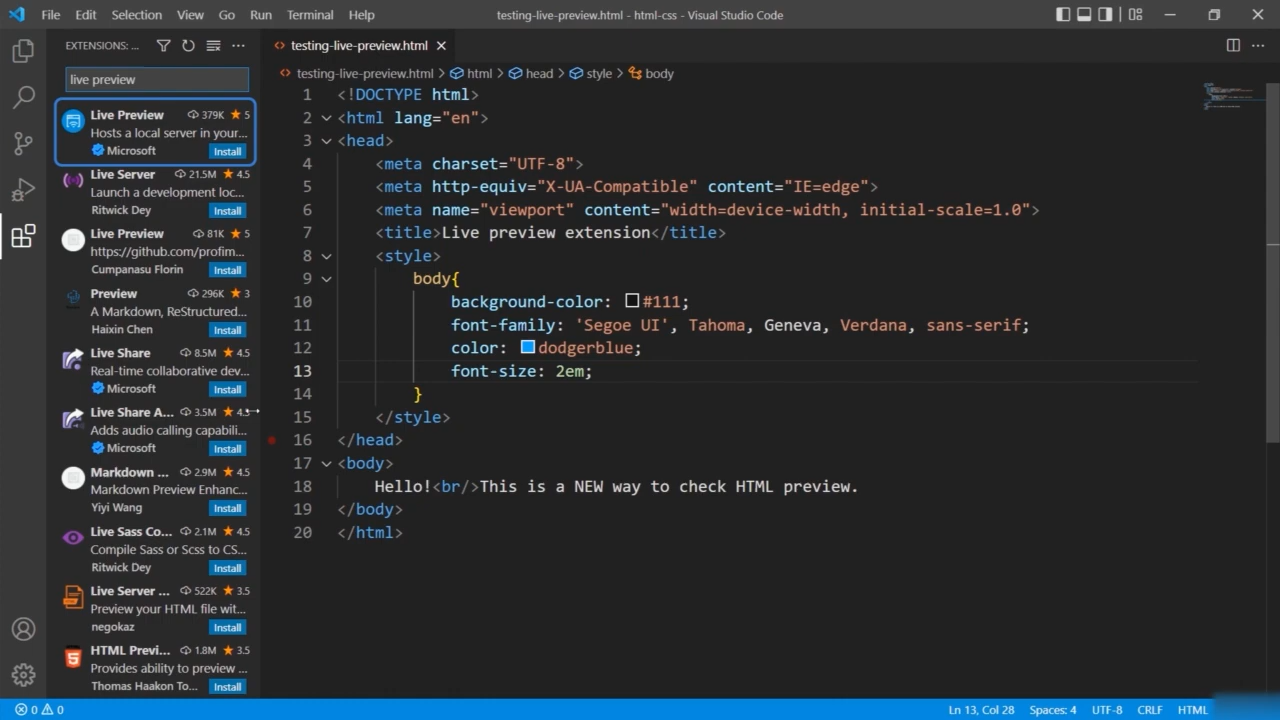 File Edit Selection View Go Run Terminal Help
testing-live-preview.html - html-css - Visual Studio Code
EXTENSIONS: ...
live preview
Live Preview 379K 5
Hosts a local server in your...
Microsoft Install
Live Server 21.5M 4.5
Launch a development loc...
Ritwick Dey Install
Live Preview 81K 5
https://github.com/profim...
Cumpanasu Florin Install
Preview 296K 3
A Markdown, ReStructured...
Haixin Chen Install
Live Share 8.5M 4.5
Real-time collaborative dev...
Microsoft Install
Live Share A... 3.5M 4.5
Adds audio calling capabili...
Microsoft Install
Markdown ... 2.9M 4.5
Markdown Preview Enhanc...
Yiyi Wang Install
Live Sass Co... 2.1M 4.5
Compile Sass or Scss to CS...
Ritwick Dey Install
Live Server ... 522K 3.5
Preview your HTML file wit...
negokaz Install
HTML Previ... 1.8M 3.5
Provides ability to preview ...
Thomas Haakon To... Install
testing-live-preview.html
testing-live-preview.html > html > head > style > body
1 <!DOCTYPE html>
2 <html lang="en">
3 <head>
4 <meta charset="UTF-8">
5 <meta http-equiv="X-UA-Compatible" content="IE=edge">
6 <meta name="viewport" content="width=device-width, initial-scale=1.0">
7 <title>Live preview extension</title>
8 <style>
9 body{
10 background-color: #111;
11 font-family: 'Segoe UI', Tahoma, Geneva, Verdana, sans-serif;
12 color: dodgerblue;
13 font-size: 2em;
14 }
15 </style>
16 </head>
17 <body>
18 Hello!<br/>This is a NEW way to check HTML preview.
19 </body>
20 </html>
0 0
Ln 13, Col 28 Spaces: 4 UTF-8 CRLF HTML